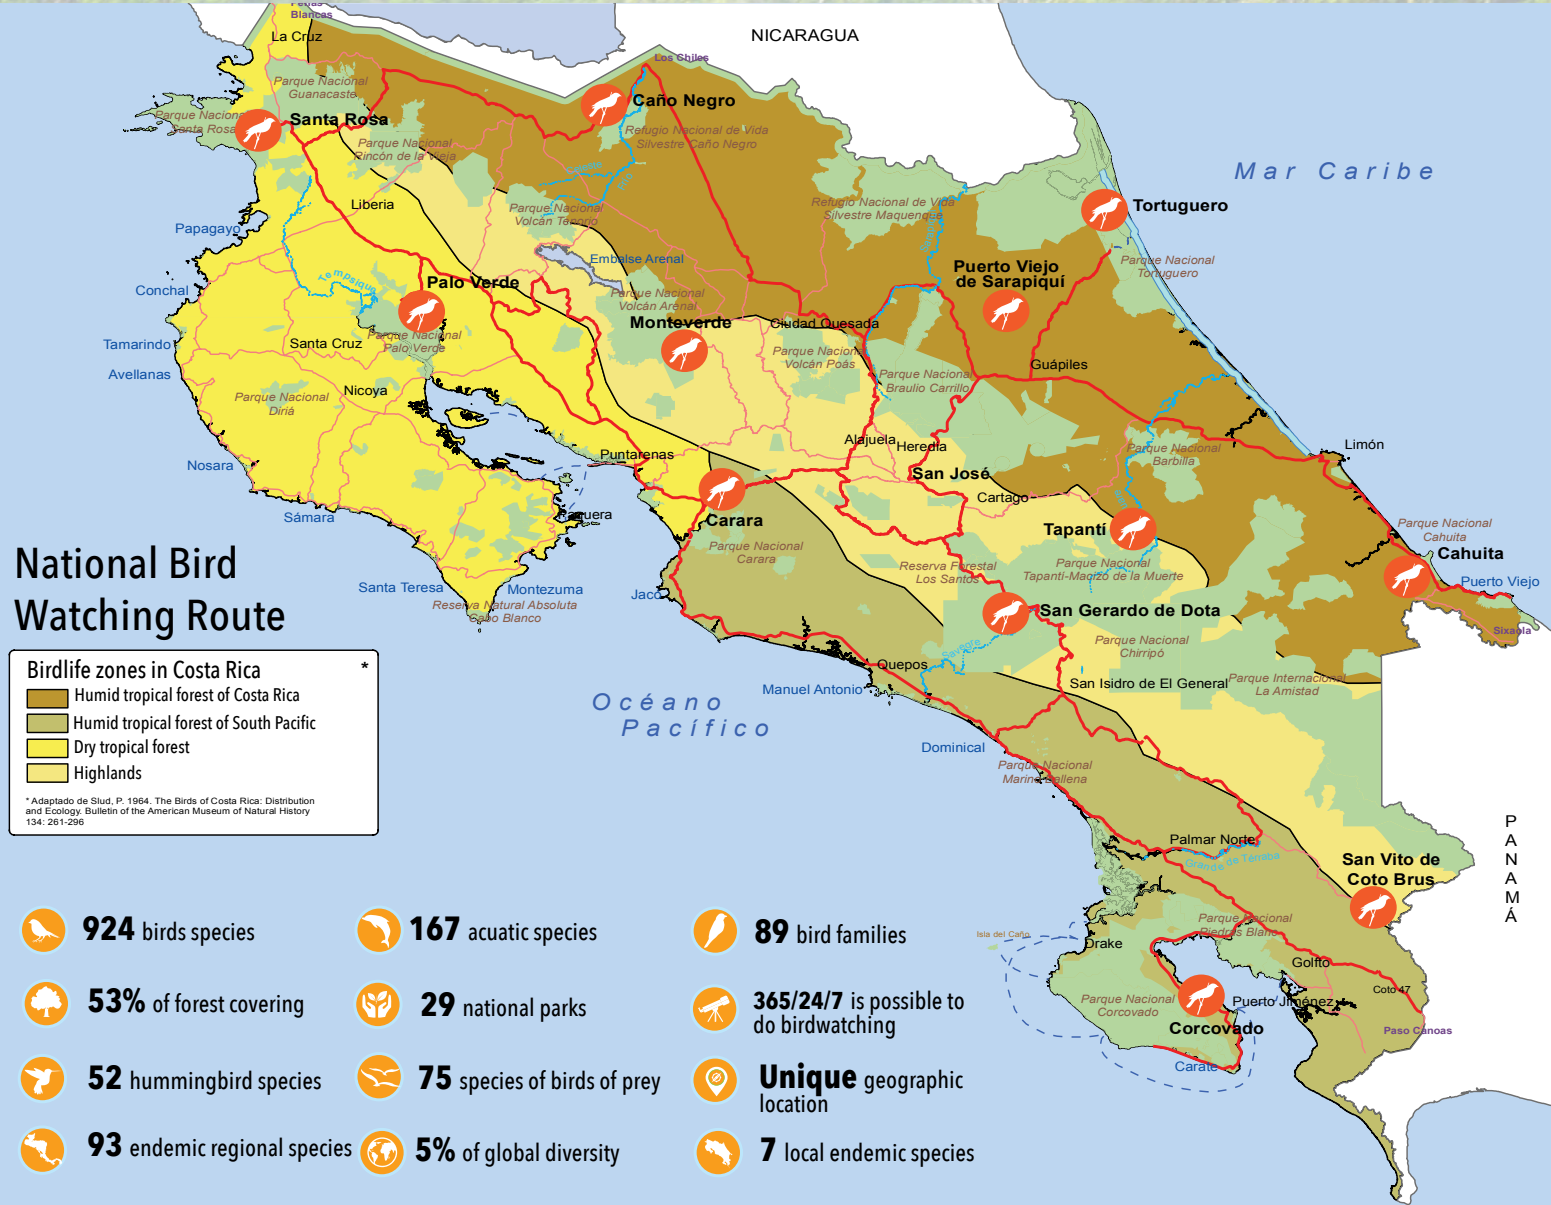 Peñas
Blancas
La Cruz
NICARAGUA
Los Chiles
Parque Nacional
Guanacaste
Caño Negro
Parque Nacional
Santa Rosa
Santa Rosa
Refugio Nacional de Vida
Silvestre Caño Negro
Parque Nacional
Rincón de la Vieja
Mar Caribe
Liberia
Parque Nacional
Volcán Tenorio
Refugio Nacional de Vida
Silvestre Maquenque
Tortuguero
Papagayo
Embalse Arenal
Parque Nacional
Tortuguero
Puerto Viejo
de Sarapiquí
Tempisque
Palo Verde
Conchal
Parque Nacional
Volcán Arenal
Monteverde
Ciudad Quesada
Parque Nacional
Palo Verde
Tamarindo
Santa Cruz
Parque Nacional
Volcán Poás
Guápiles
Avellanas
Parque Nacional
Braulio Carrillo
Nicoya
Parque Nacional
Diriá
Alajuela
Heredia
Limón
Parque Nacional
Barbilla
Nosara
Puntarenas
San José
Cartago
Sámara
Paquera
Carara
Tapantí
Parque Nacional
Cahuita
Cahuita
Parque Nacional
Carara
Reserva Forestal
Los Santos
Parque Nacional
Tapantí-Macizo de la Muerte
Puerto Viejo
Santa Teresa
Montezuma
Jacó
Reserva Natural Absoluta
Cabo Blanco
San Gerardo de Dota
Sixaola
Savegre
Parque Nacional
Chirripó
Quepos
Manuel Antonio
San Isidro de El General
Parque Internacional
La Amistad
Océano
Pacífico
Dominical
Parque Nacional
Marino Ballena
PANAMÁ
Palmar Norte
Grande de Térraba
San Vito de
Coto Brus
Isla del Caño
Drake
Parque Nacional
Piedras Blanc
Golfito
Coto 47
Parque Nacional
Corcovado
Puerto Jiménez
Corcovado
Paso Canoas
Carate
National Bird
Watching Route
Birdlife zones in Costa Rica *
Humid tropical forest of Costa Rica
Humid tropical forest of South Pacific
Dry tropical forest
Highlands
* Adaptado de Slud, P. 1964. The Birds of Costa Rica: Distribution
and Ecology. Bulletin of the American Museum of Natural History
134: 261-296
924 birds species
167 acuatic species
89 bird families
53% of forest covering
29 national parks
365/24/7 is possible to
do birdwatching
52 hummingbird species
75 species of birds of prey
Unique geographic
location
93 endemic regional species
5% of global diversity
7 local endemic species